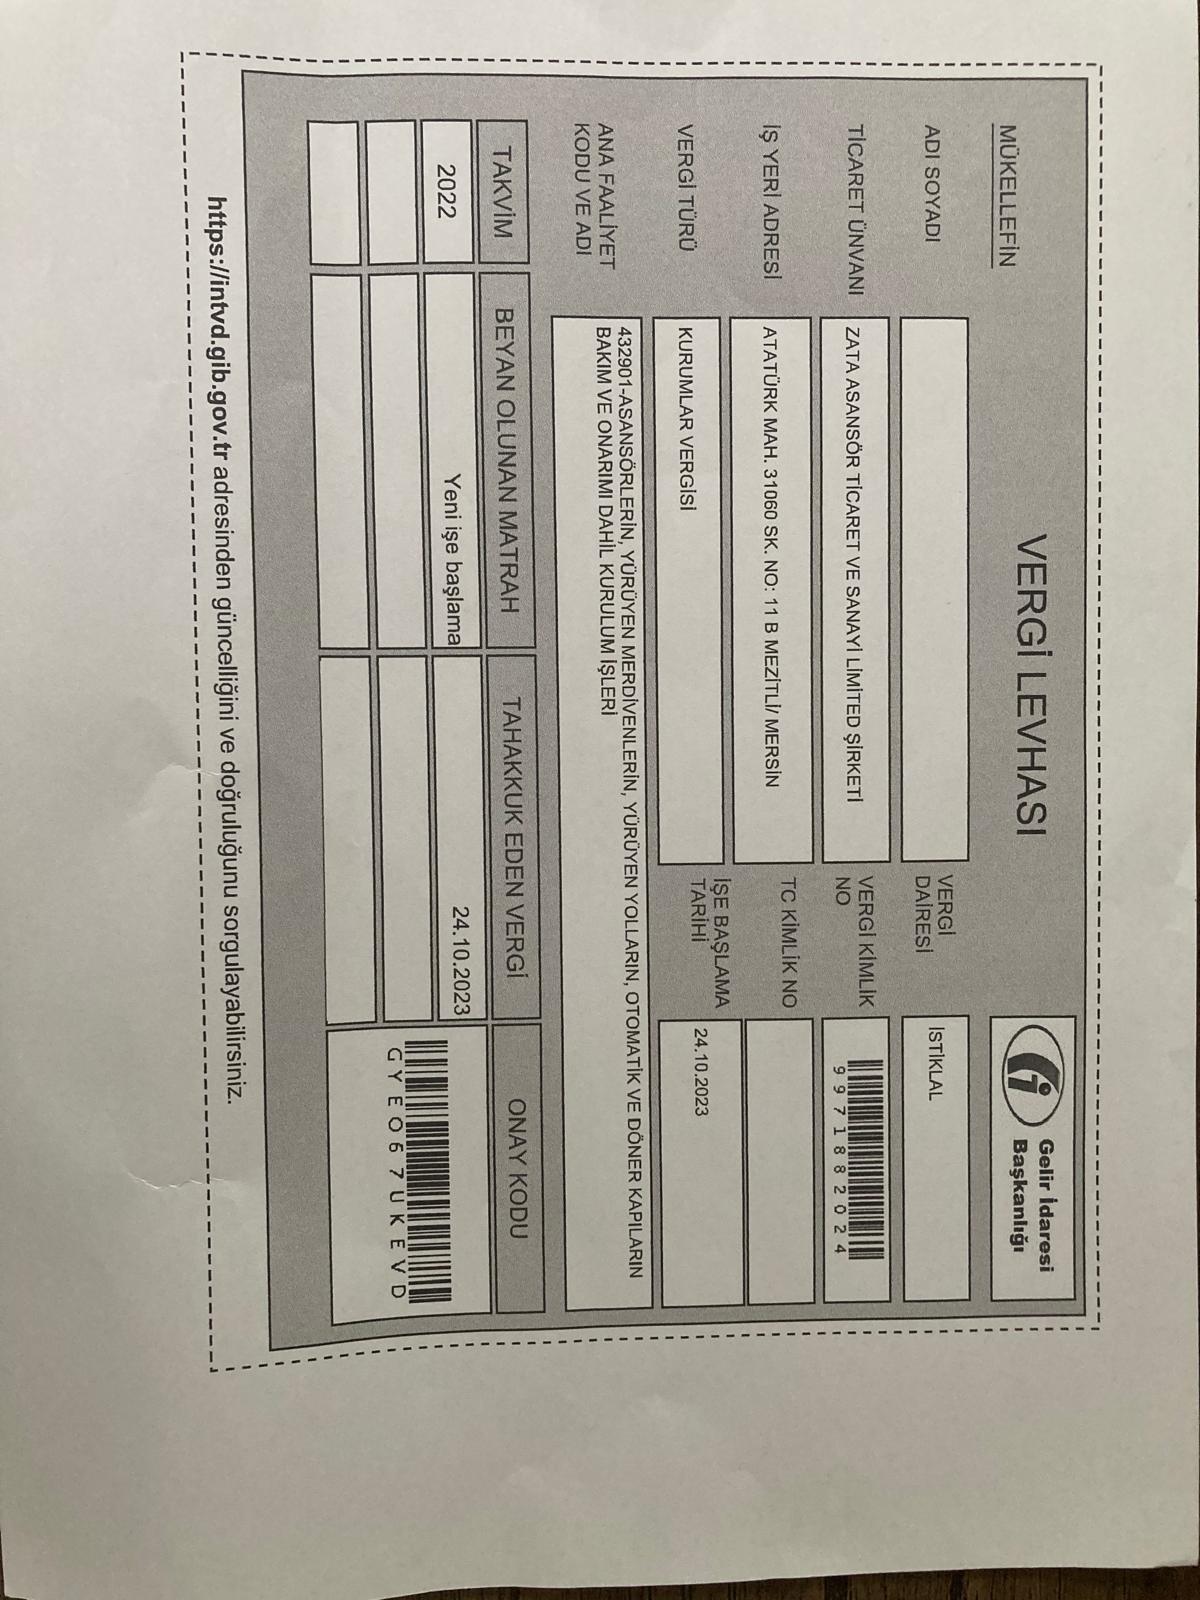 VERGİ LEVHASI
Gelir İdaresi
Başkanlığı
MÜKELLEFİN
ADI SOYADI
VERGİ
DAİRESİ
İSTİKLAL
TİCARET ÜNVANI
ZATA ASANSÖR TİCARET VE SANAYİ LİMİTED ŞİRKETİ
VERGİ KİMLİK
NO
9971882024
İŞ YERİ ADRESİ
ATATÜRK MAH. 31060 SK. NO: 11 B MEZİTLİ/ MERSİN
TC KİMLİK NO
VERGİ TÜRÜ
KURUMLAR VERGİSİ
İŞE BAŞLAMA
TARİHİ
24.10.2023
ANA FAALİYET
KODU VE ADI
432901-ASANSÖRLERİN, YÜRÜYEN MERDİVENLERİN, YÜRÜYEN YOLLARIN, OTOMATİK VE DÖNER KAPILARIN
BAKIM VE ONARIMI DAHİL KURULUM İŞLERİ
TAKVİM
BEYAN OLUNAN MATRAH
TAHAKKUK EDEN VERGİ
ONAY KODU
2022
Yeni işe başlama
24.10.2023
GYEO67UKEVD
https://intvd.gib.gov.tr adresinden güncelliğini ve doğruluğunu sorgulayabilirsiniz.